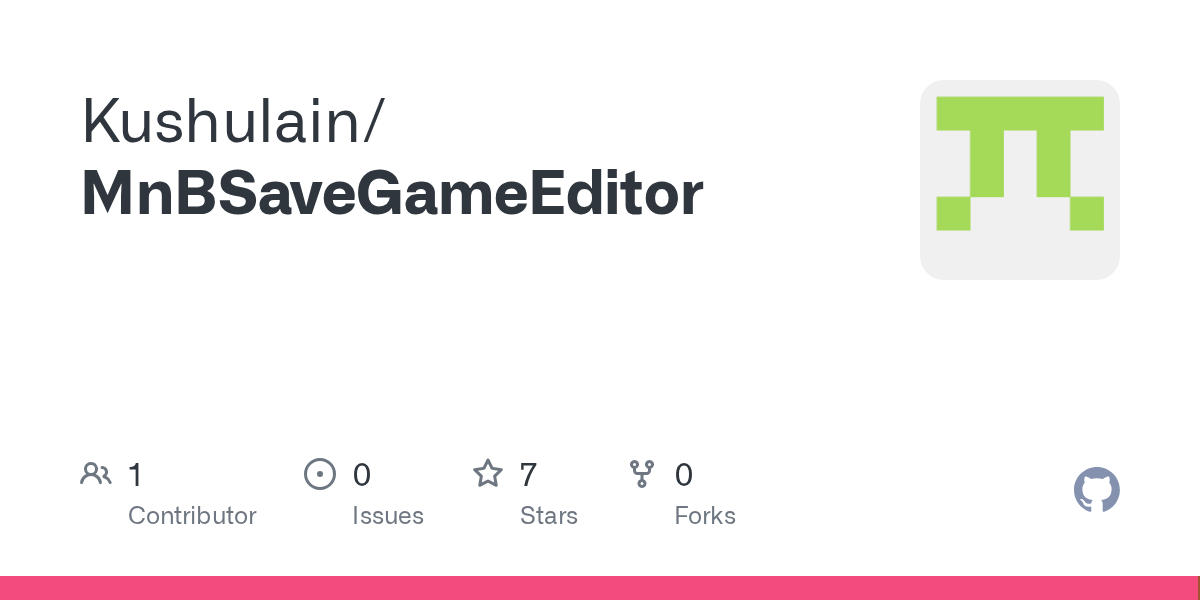 Kushulain/
MnBSaveGameEditor
1
Contributor
0
Issues
7
Stars
0
Forks